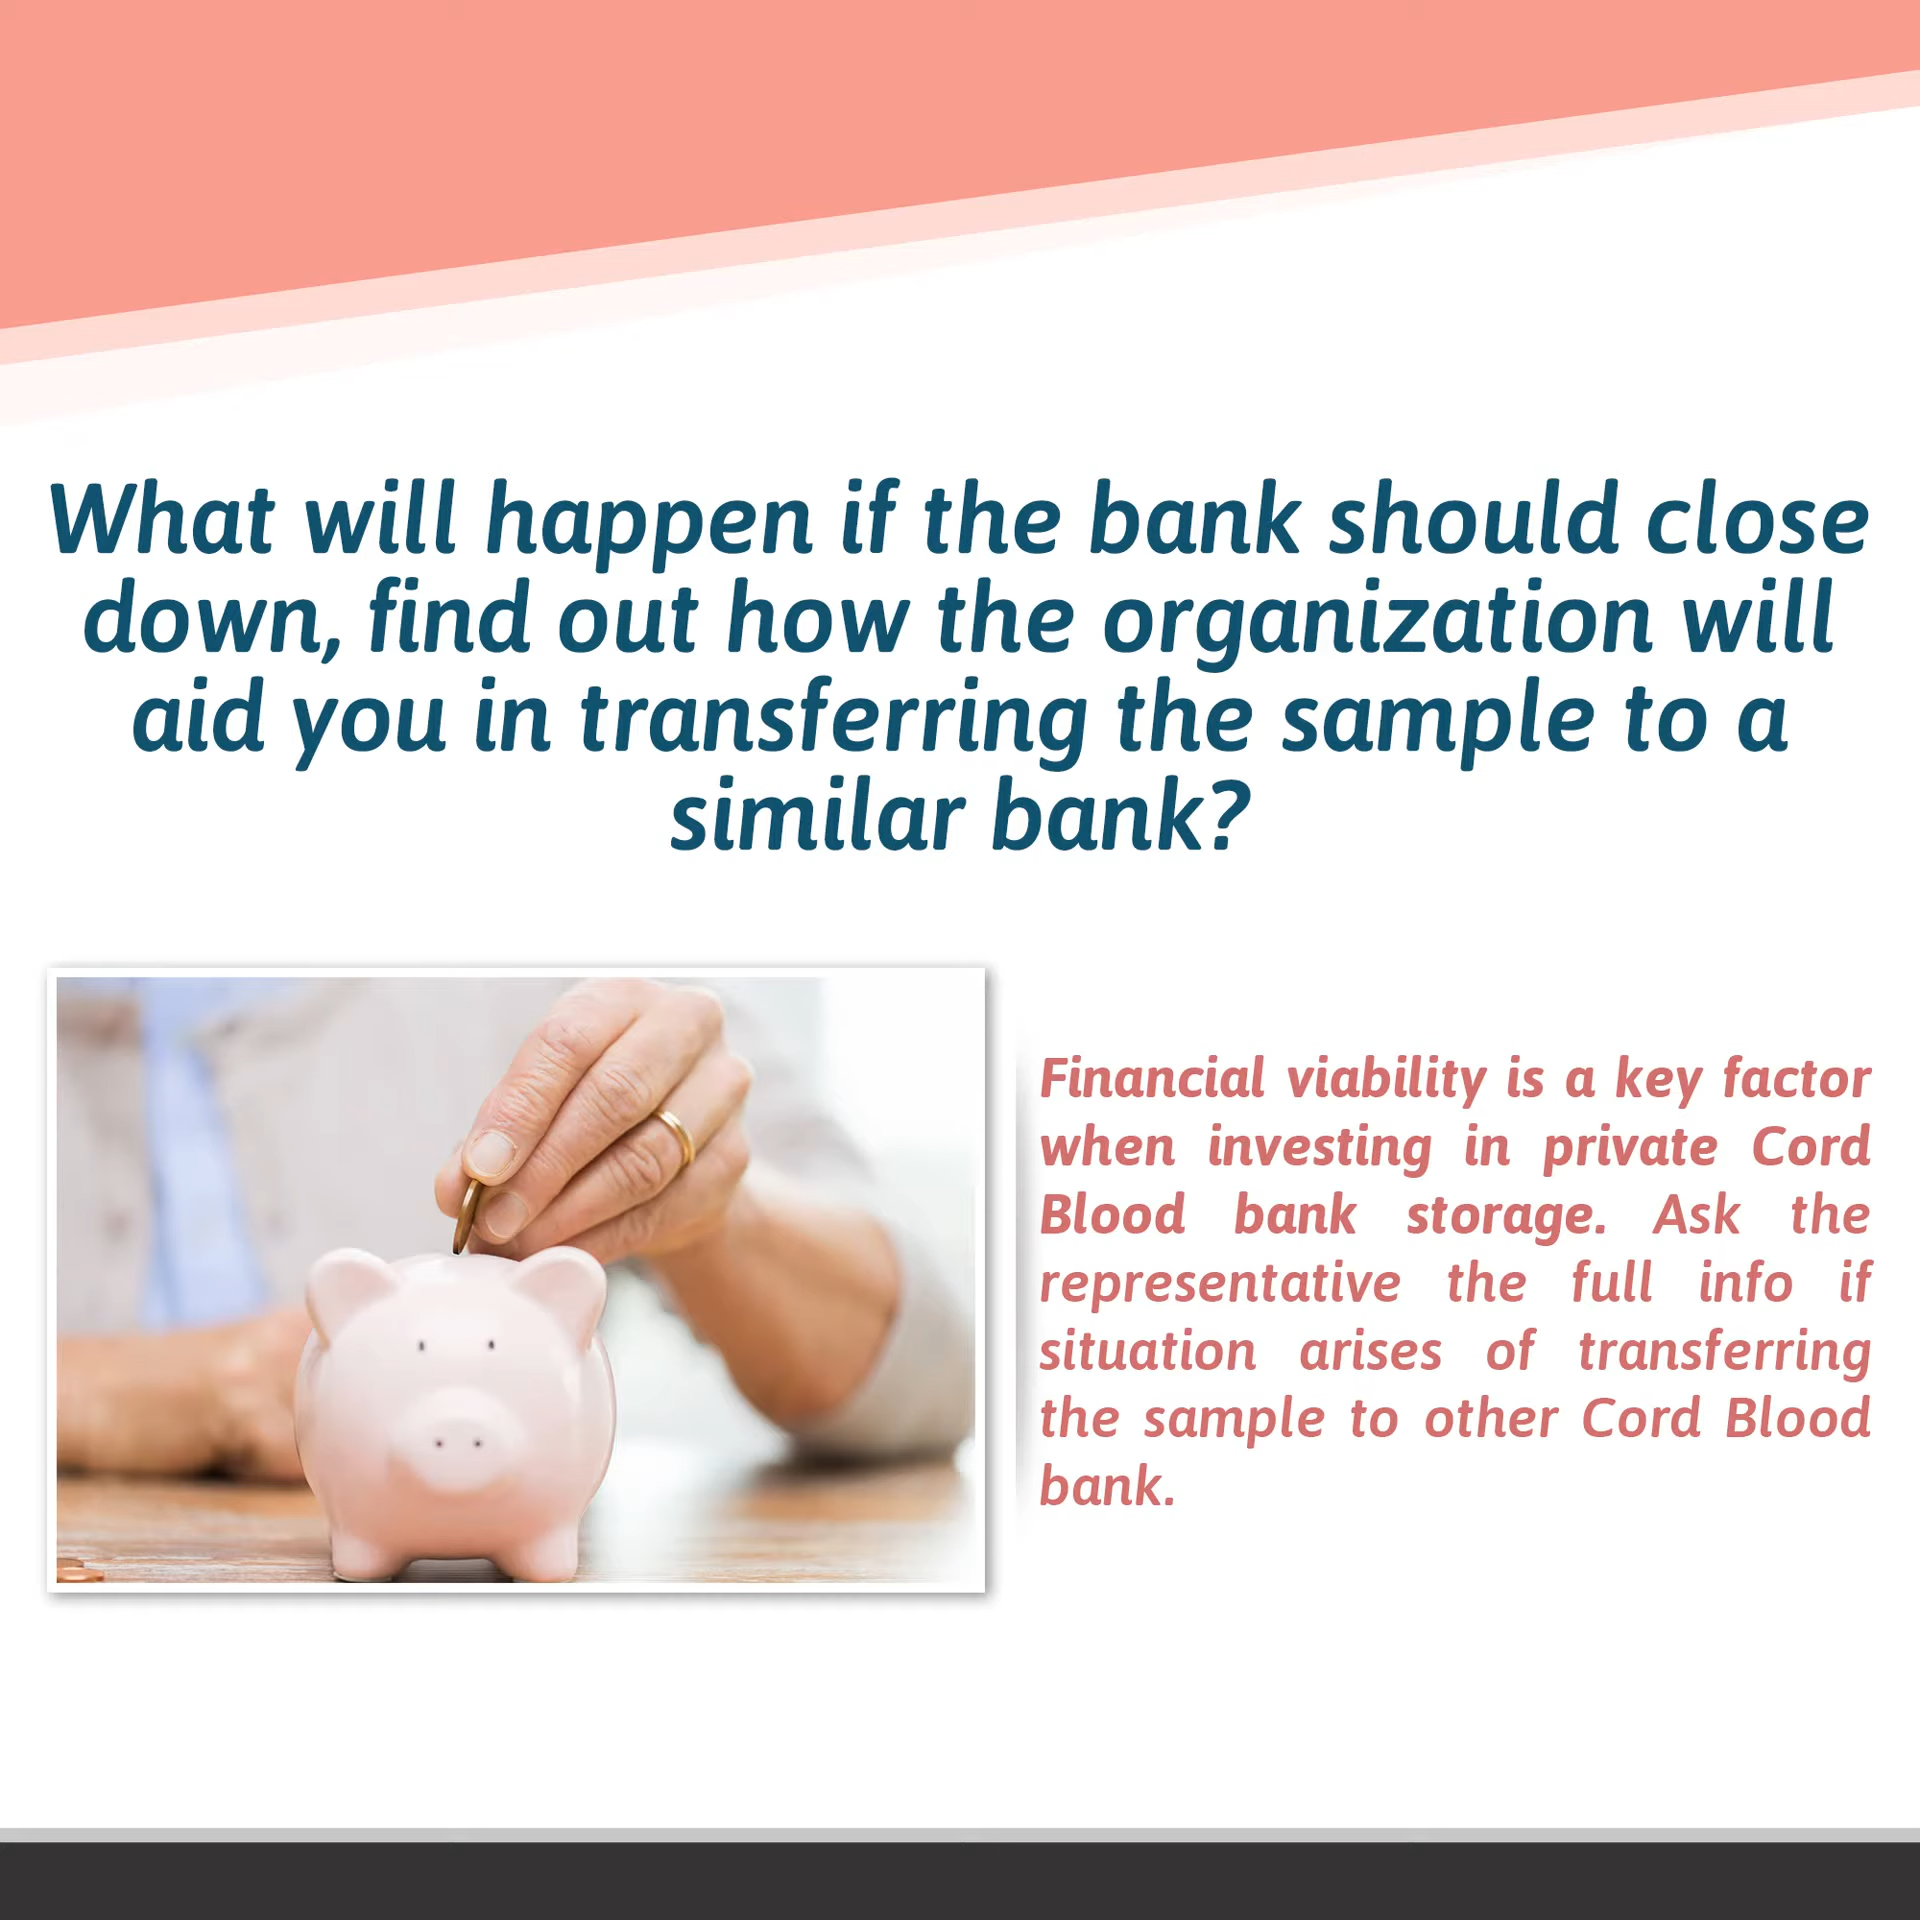 What will happen if the bank should close
down, find out how the organization will
aid you in transferring the sample to a
similar bank?
Financial viability is a key factor
when investing in private Cord
Blood bank storage. Ask the
representative the full info if
situation arises of transferring
the sample to other Cord Blood
bank.